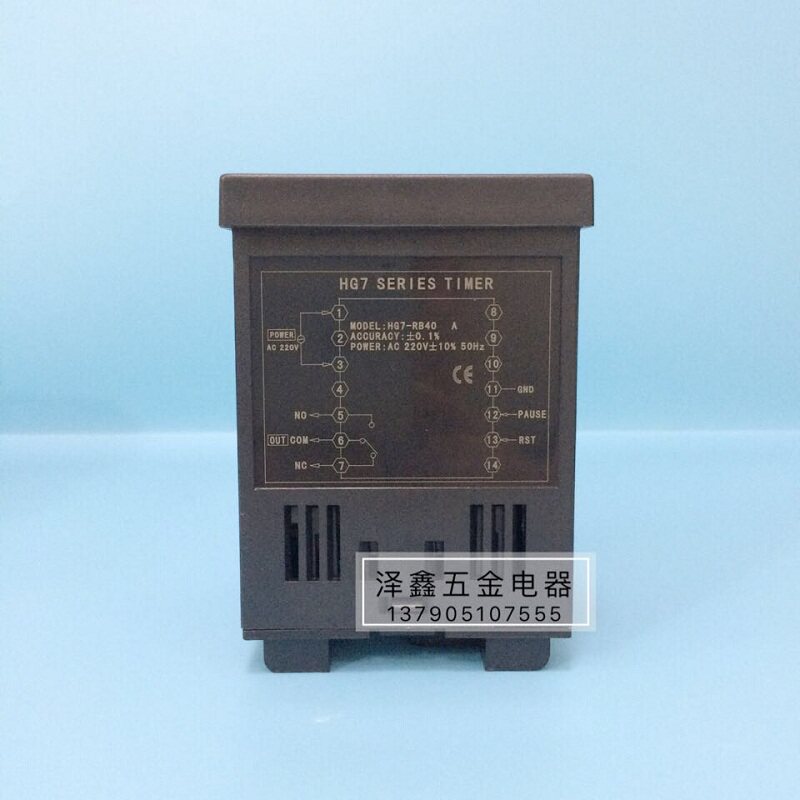 HG7 SERIES TIMER
1
8
MODEL:HG7-RB40 A
POWER
2
ACCURACY:±0.1%
9
AC 220V
POWER:AC 220V±10% 50Hz
3
10
CE
4
11 GND
NO 5
12 PAUSE
OUT COM 6
13 RST
NC 7
14
泽鑫五金电器
137905107555